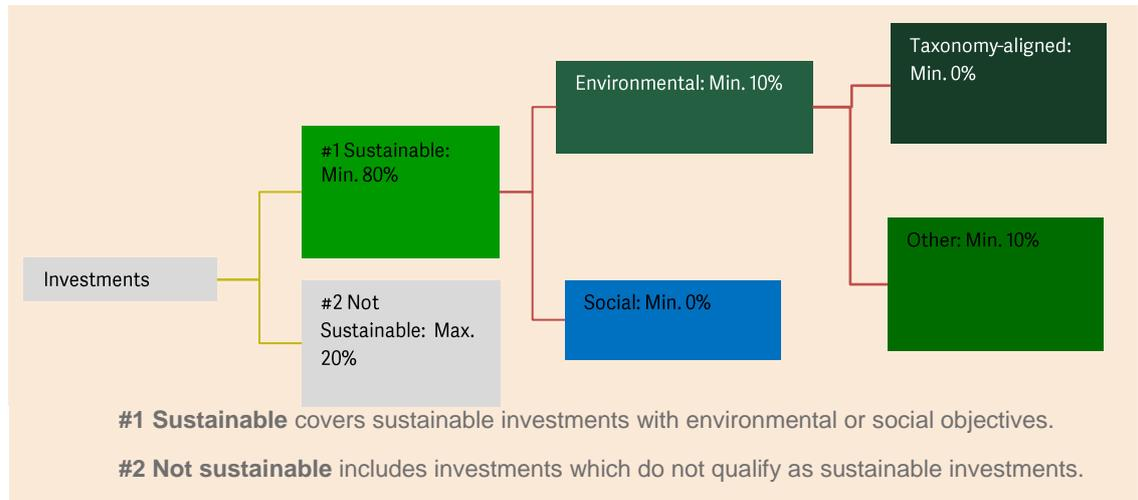 Taxonomy-aligned:
Min. 0%
Environmental: Min. 10%
#1 Sustainable:
Min. 80%
Other: Min. 10%
Investments
#2 Not
Sustainable: Max.
20%
Social: Min. 0%
#1 Sustainable covers sustainable investments with environmental or social objectives.
#2 Not sustainable includes investments which do not qualify as sustainable investments.